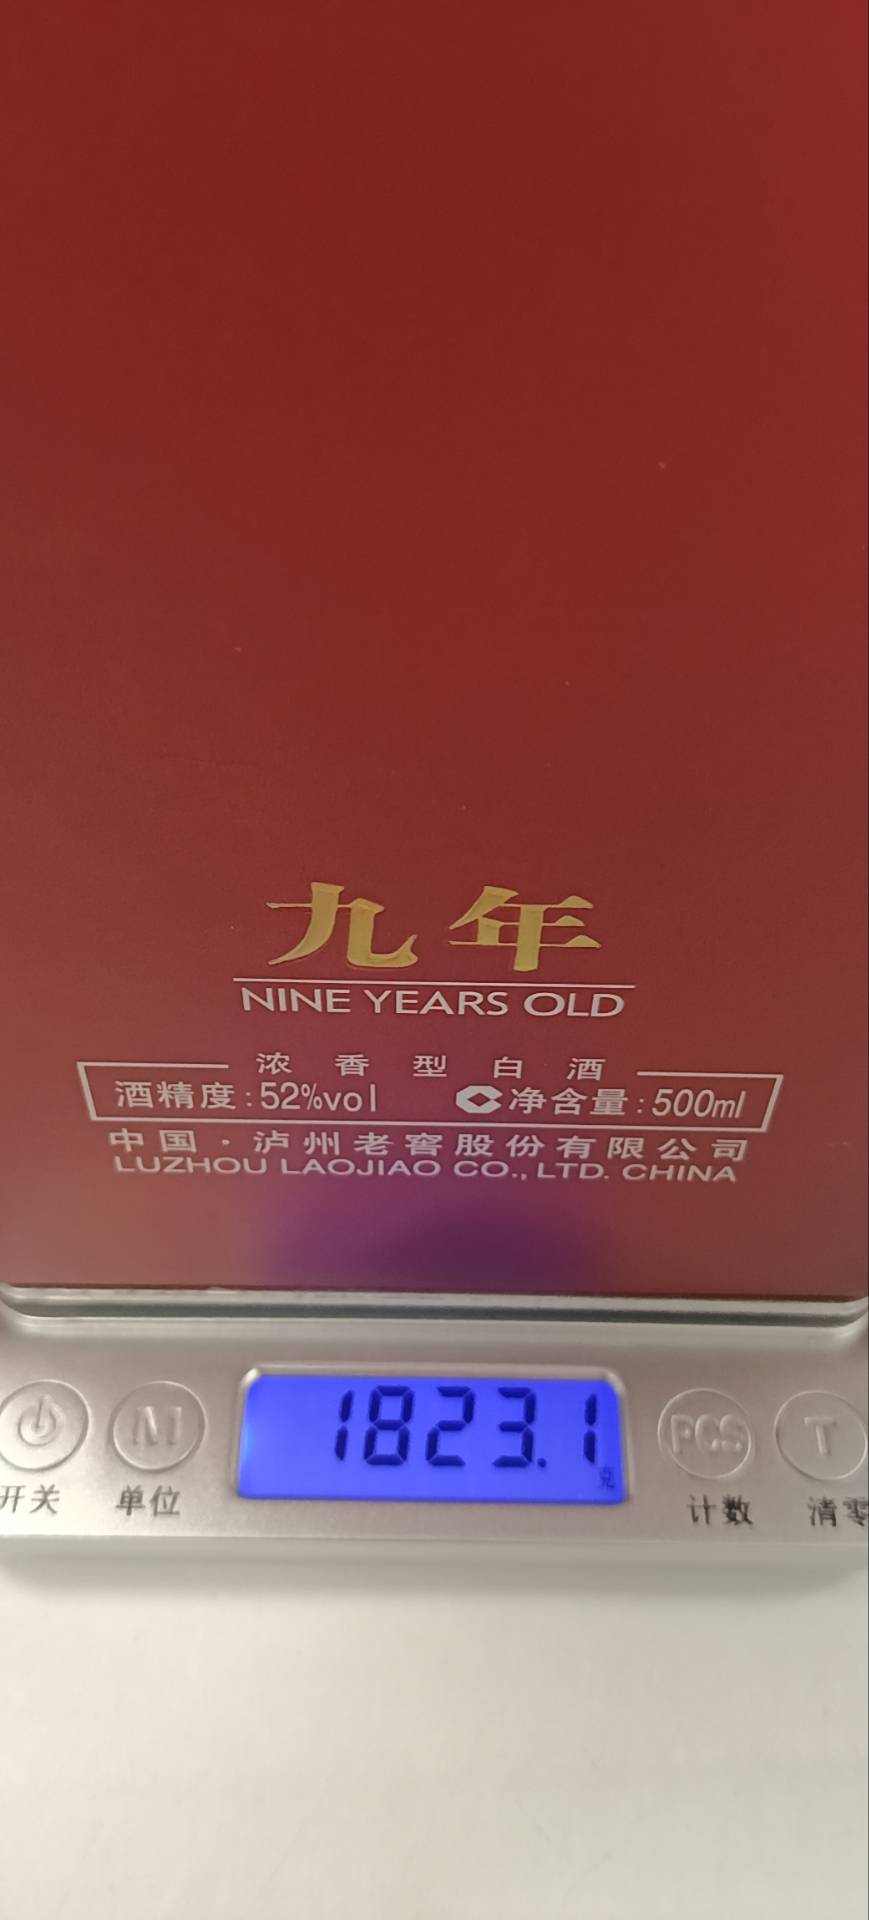 九年
NINE YEARS OLD
浓香型白酒
酒精度:52%vol 净含量:500ml
中国·泸州老窖股份有限公司
LUZHOU LAOJIAO CO., LTD. CHINA
1823.1
克
M PCS T
开关 单位 计数 清零